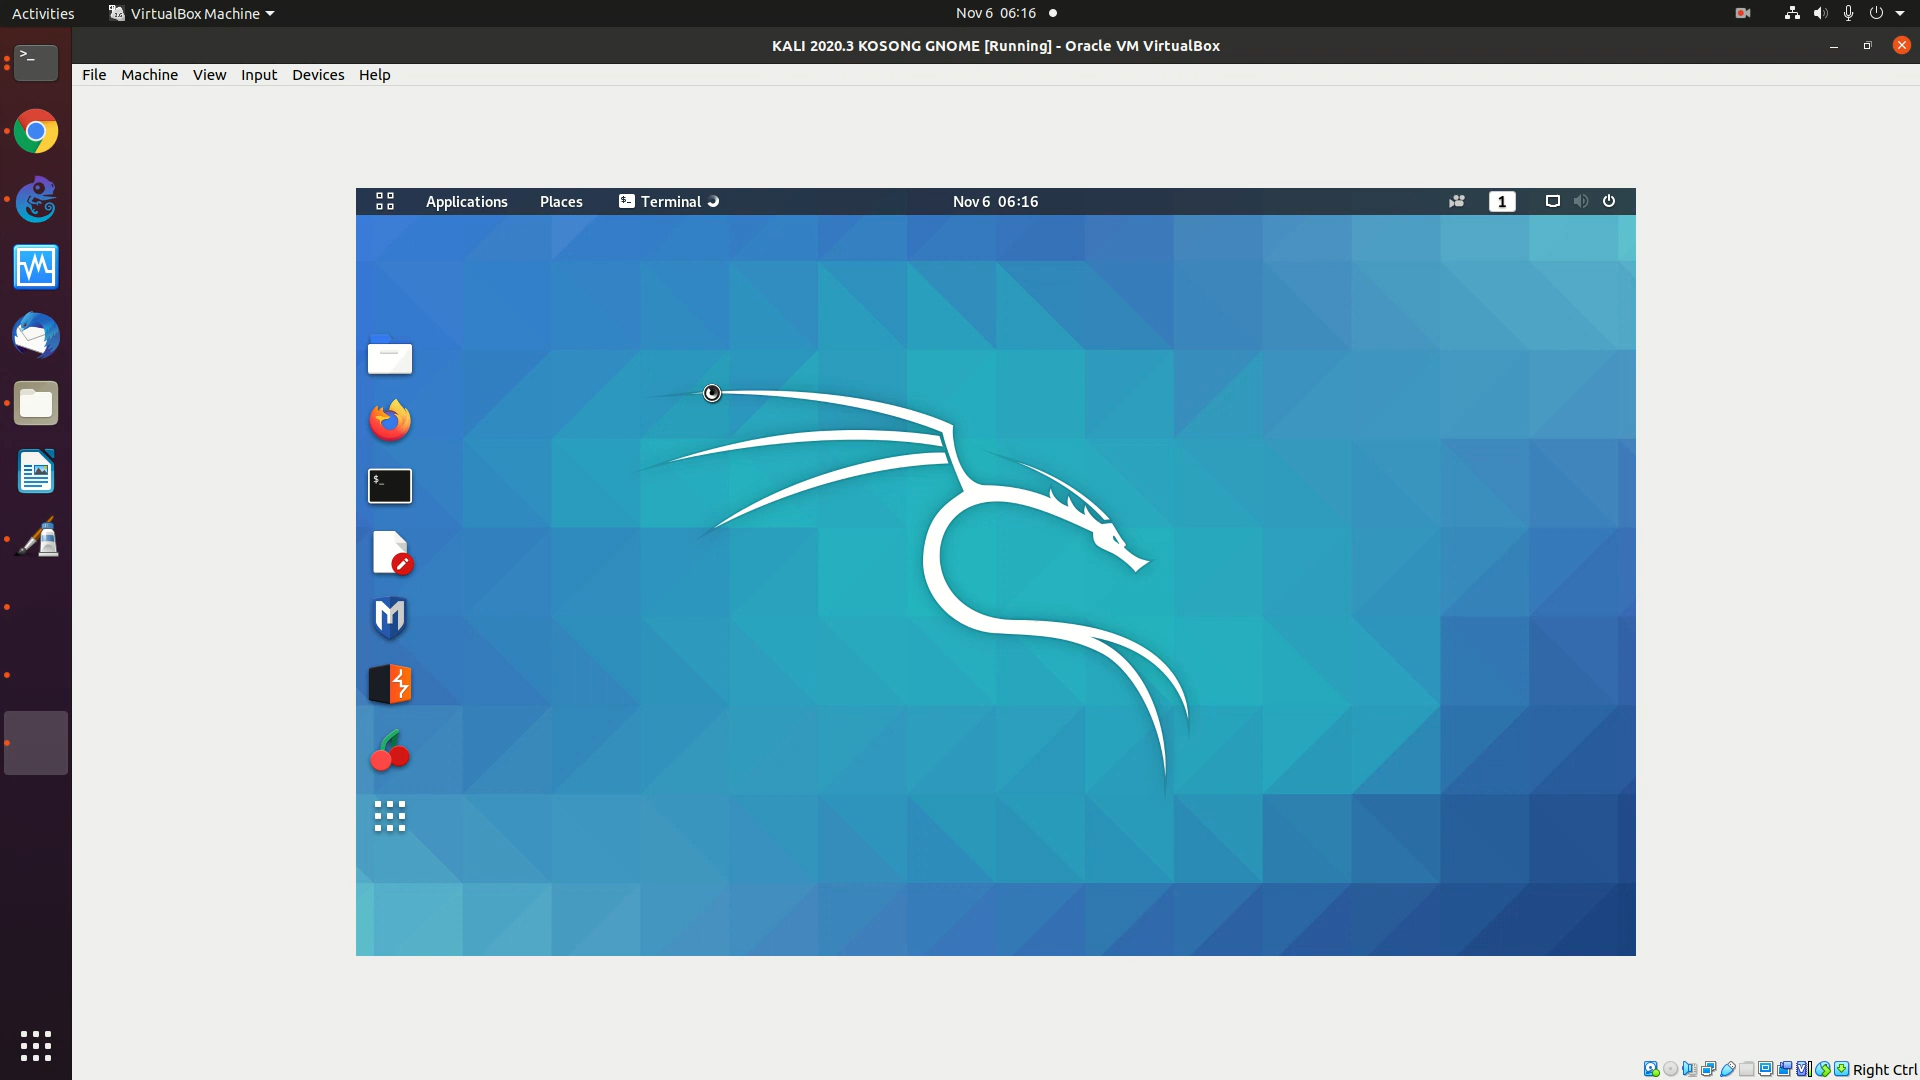 Activities
VirtualBox Machine
Nov 6 06:16
KALI 2020.3 KOSONG GNOME [Running] - Oracle VM VirtualBox
File Machine View Input Devices Help
Applications Places Terminal
Nov 6 06:16
1
Right Ctrl